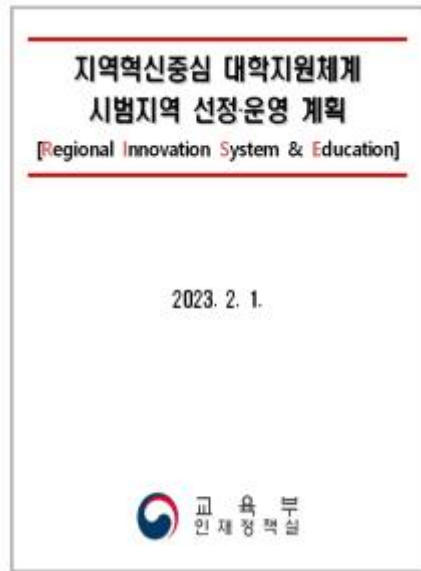 지역혁신중심 대학지원체계
시범지역 선정·운영 계획
[Regional Innovation System & Education]
2023. 2. 1.
교 육 부
인재정책실